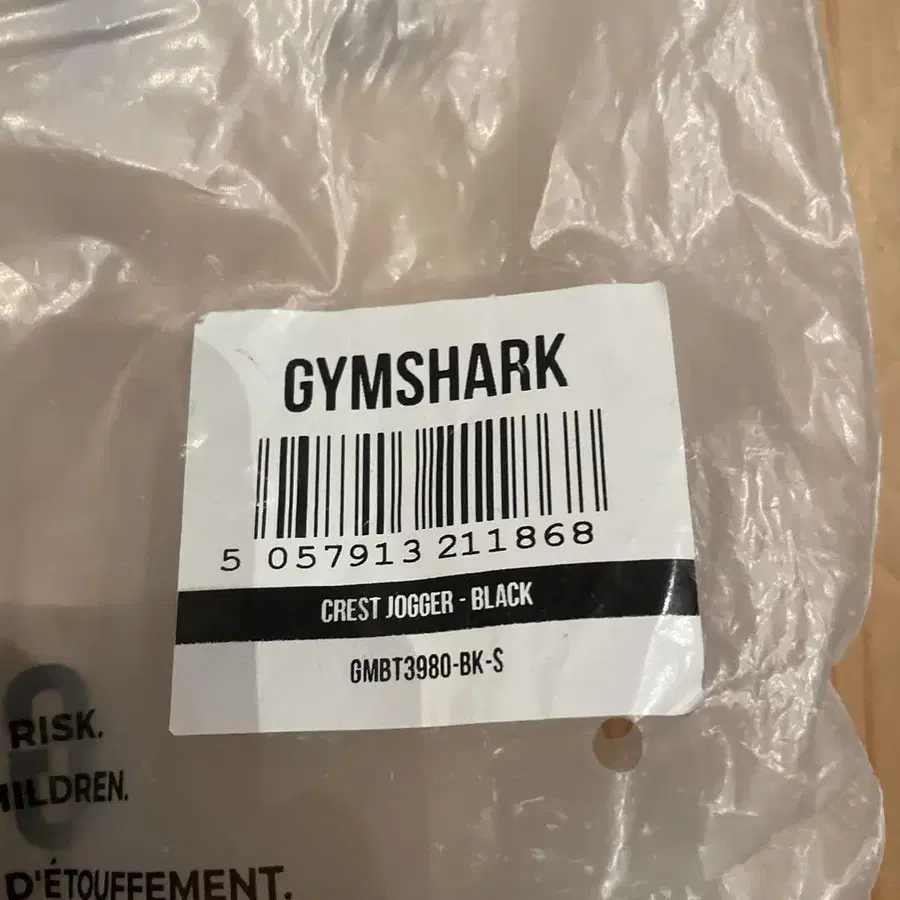 GYMSHARK
5 057913 211868
CREST JOGGER - BLACK
GMBT3980-BK-S
RISK.
HILDREN.
D'ÉTOUFFEMENT.